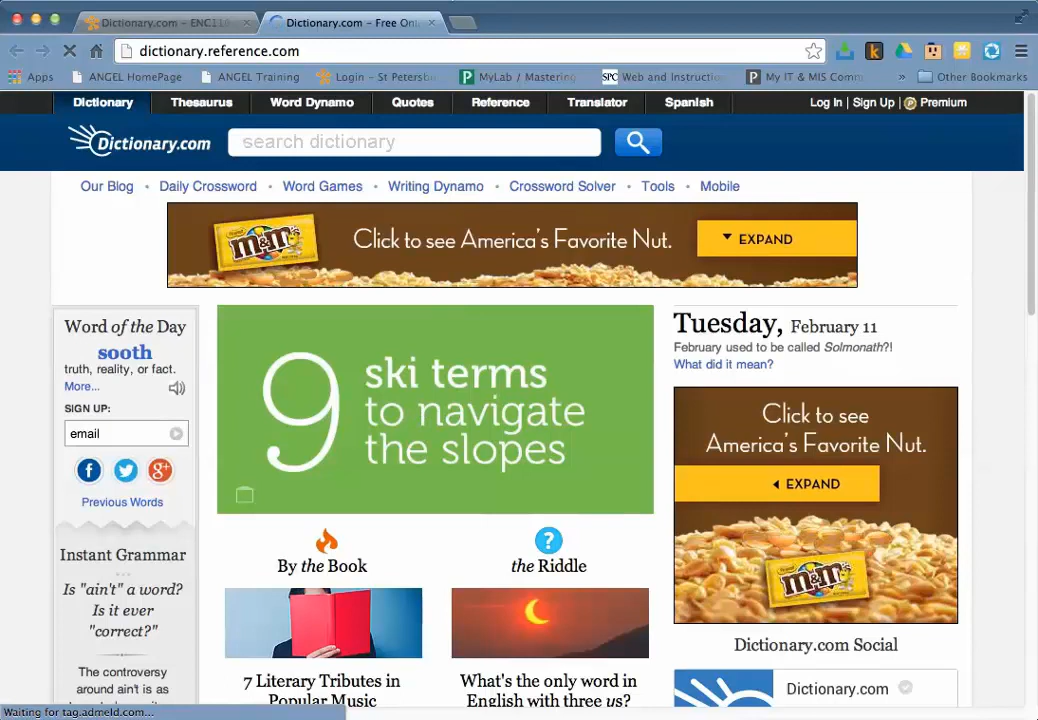 Dictionary.com – ENC110
Dictionary.com – Free Onl
dictionary.reference.com
Apps ANGEL HomePage ANGEL Training Login – St Petersbu MyLab / Mastering SPC Web and Instructio My IT & MIS Comm » Other Bookmarks
Dictionary Thesaurus Word Dynamo Quotes Reference Translator Spanish Log In | Sign Up | Premium
Dictionary.com search dictionary
Our Blog • Daily Crossword • Word Games • Writing Dynamo • Crossword Solver • Tools • Mobile
m&m's Click to see America's Favorite Nut. EXPAND
Word of the Day
sooth
truth, reality, or fact.
More...
SIGN UP:
email
Previous Words
Instant Grammar
Is "ain't" a word?
Is it ever
"correct?"
The controversy
around ain't is as
9 ski terms
to navigate
the slopes
By the Book
7 Literary Tributes in
Popular Music
the Riddle
What's the only word in
English with three us?
Tuesday, February 11
February used to be called Solmonath?!
What did it mean?
Click to see
America's Favorite Nut.
EXPAND
m&m's
Dictionary.com Social
Dictionary.com
Waiting for tag.admeld.com...